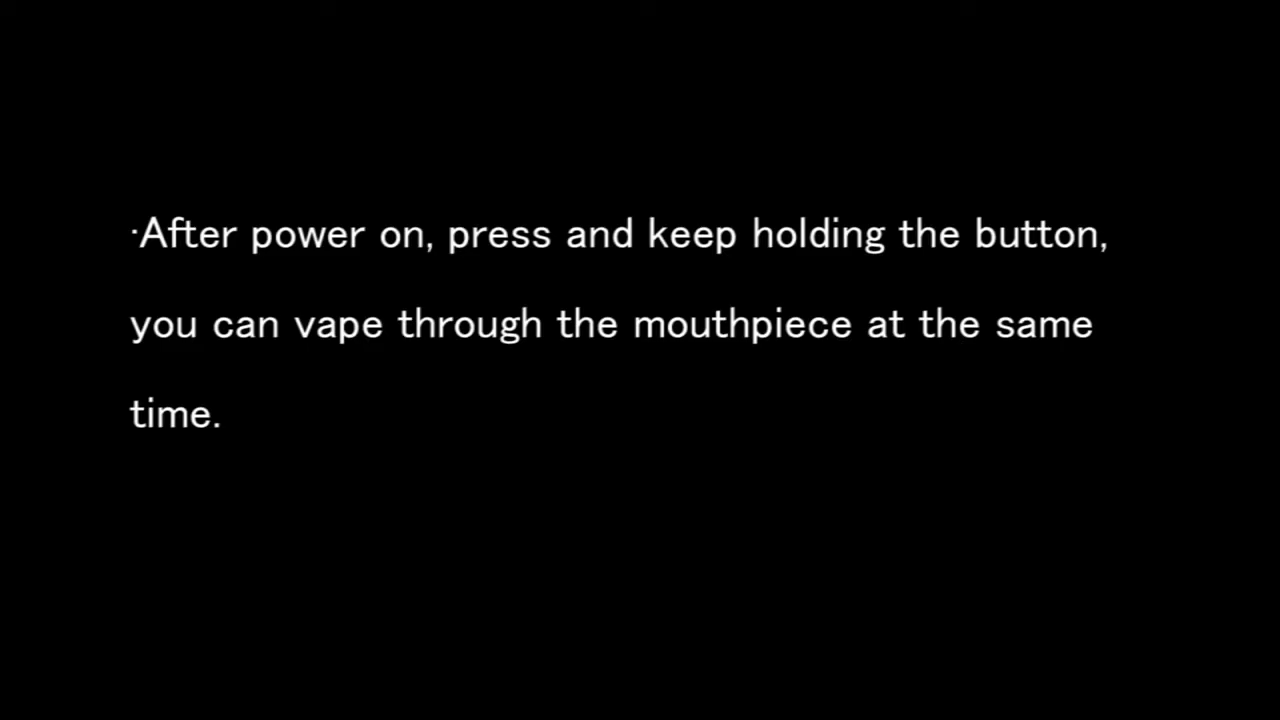 ·After power on, press and keep holding the button,
you can vape through the mouthpiece at the same
time.